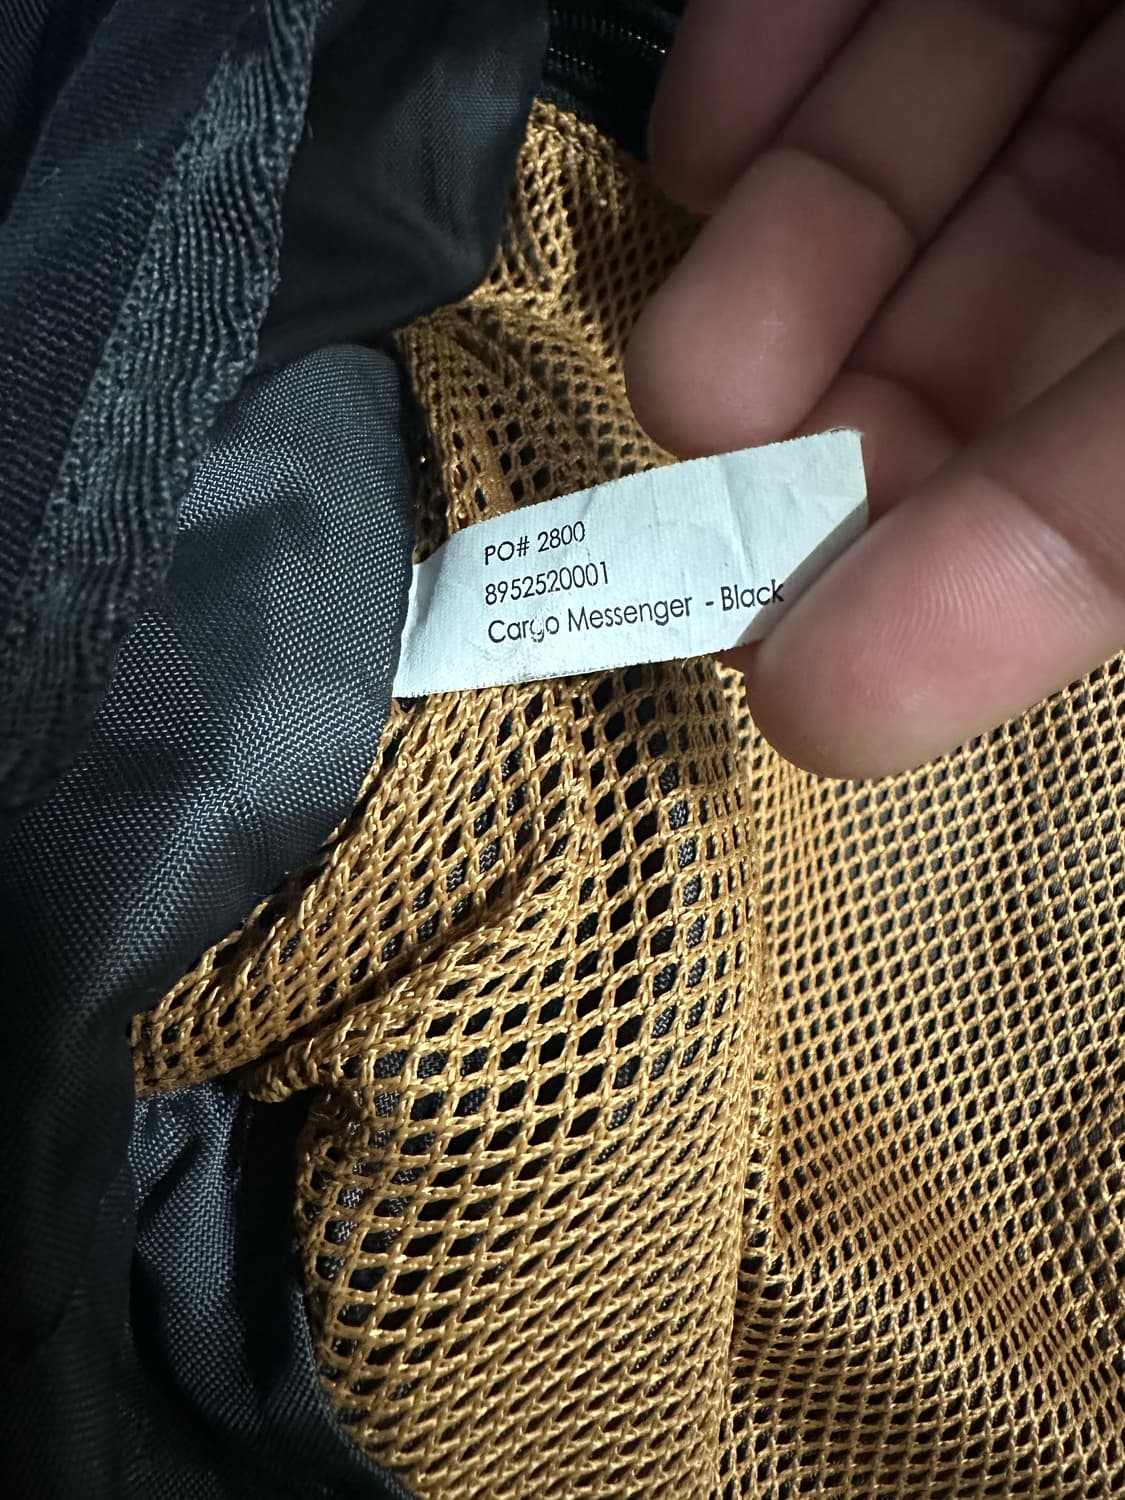 PO# 2800
8952520001
Cargo Messenger - Black